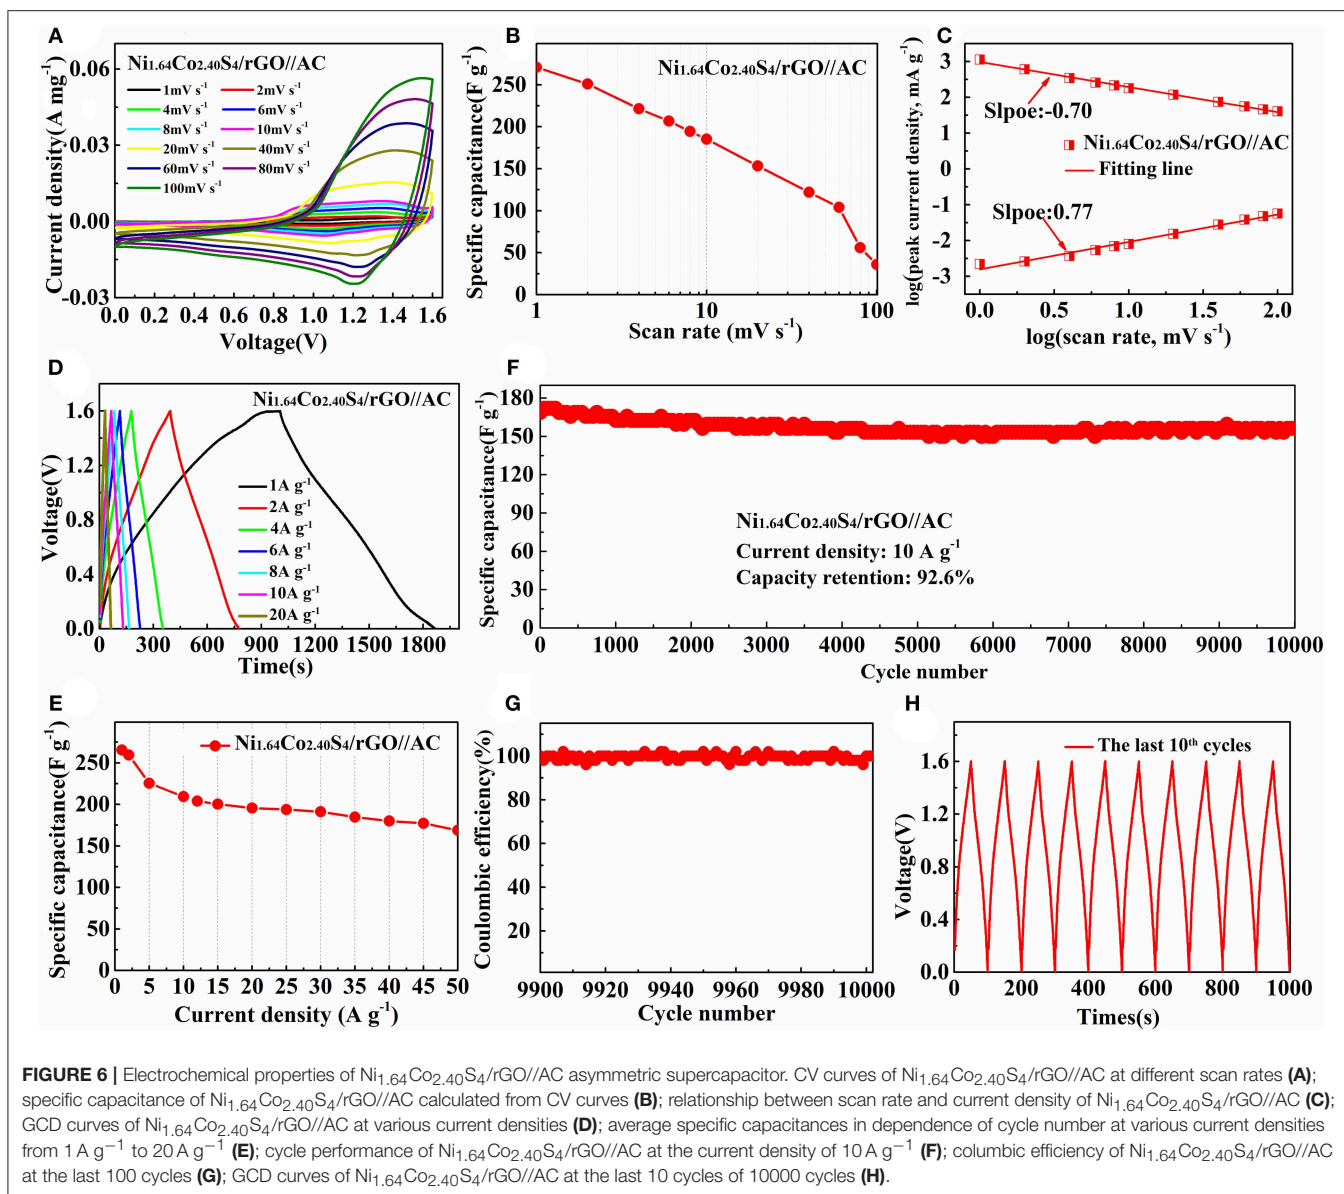 A
Ni1.64Co2.40S4/rGO//AC
1mV s-1 2mV s-1
4mV s-1 6mV s-1
8mV s-1 10mV s-1
20mV s-1 40mV s-1
60mV s-1 80mV s-1
100mV s-1
0.06
0.03
0.00
-0.03
Current density(A mg-1)
0.0 0.2 0.4 0.6 0.8 1.0 1.2 1.4 1.6
Voltage(V)
B
Ni1.64Co2.40S4/rGO//AC
300
250
200
150
100
50
0
Specific capacitance(F g-1)
1 10 100
Scan rate (mV s-1)
C
3
2
1
0
-1
-2
-3
log(peak current density, mA g-1)
Slpoe:-0.70
Ni1.64Co2.40S4/rGO//AC
Fitting line
Slpoe:0.77
0.0 0.5 1.0 1.5 2.0
log(scan rate, mV s-1)
D
Ni1.64Co2.40S4/rGO//AC
1.6
1.2
0.8
0.4
0.0
Voltage(V)
1A g-1
2A g-1
4A g-1
6A g-1
8A g-1
10A g-1
20A g-1
0 300 600 900 1200 1500 1800
Time(s)
F
180
150
120
90
60
30
0
Specific capacitance(F g-1)
Ni1.64Co2.40S4/rGO//AC
Current density: 10 A g-1
Capacity retention: 92.6%
0 1000 2000 3000 4000 5000 6000 7000 8000 9000 10000
Cycle number
E
Ni1.64Co2.40S4/rGO//AC
250
200
150
100
50
0
Specific capacitance(F g-1)
0 5 10 15 20 25 30 35 40 45 50
Current density (A g-1)
G
100
80
60
40
20
Coulombic efficiency(%)
9900 9920 9940 9960 9980 10000
Cycle number
H
The last 10th cycles
1.6
1.2
0.8
0.4
0.0
Voltage(V)
0 200 400 600 800 1000
Times(s)
FIGURE 6 | Electrochemical properties of Ni1.64Co2.40S4/rGO//AC asymmetric supercapacitor. CV curves of Ni1.64Co2.40S4/rGO//AC at different scan rates (A);
specific capacitance of Ni1.64Co2.40S4/rGO//AC calculated from CV curves (B); relationship between scan rate and current density of Ni1.64Co2.40S4/rGO//AC (C);
GCD curves of Ni1.64Co2.40S4/rGO//AC at various current densities (D); average specific capacitances in dependence of cycle number at various current densities
from 1 A g−1 to 20 A g−1 (E); cycle performance of Ni1.64Co2.40S4/rGO//AC at the current density of 10 A g−1 (F); columbic efficiency of Ni1.64Co2.40S4/rGO//AC
at the last 100 cycles (G); GCD curves of Ni1.64Co2.40S4/rGO//AC at the last 10 cycles of 10000 cycles (H).